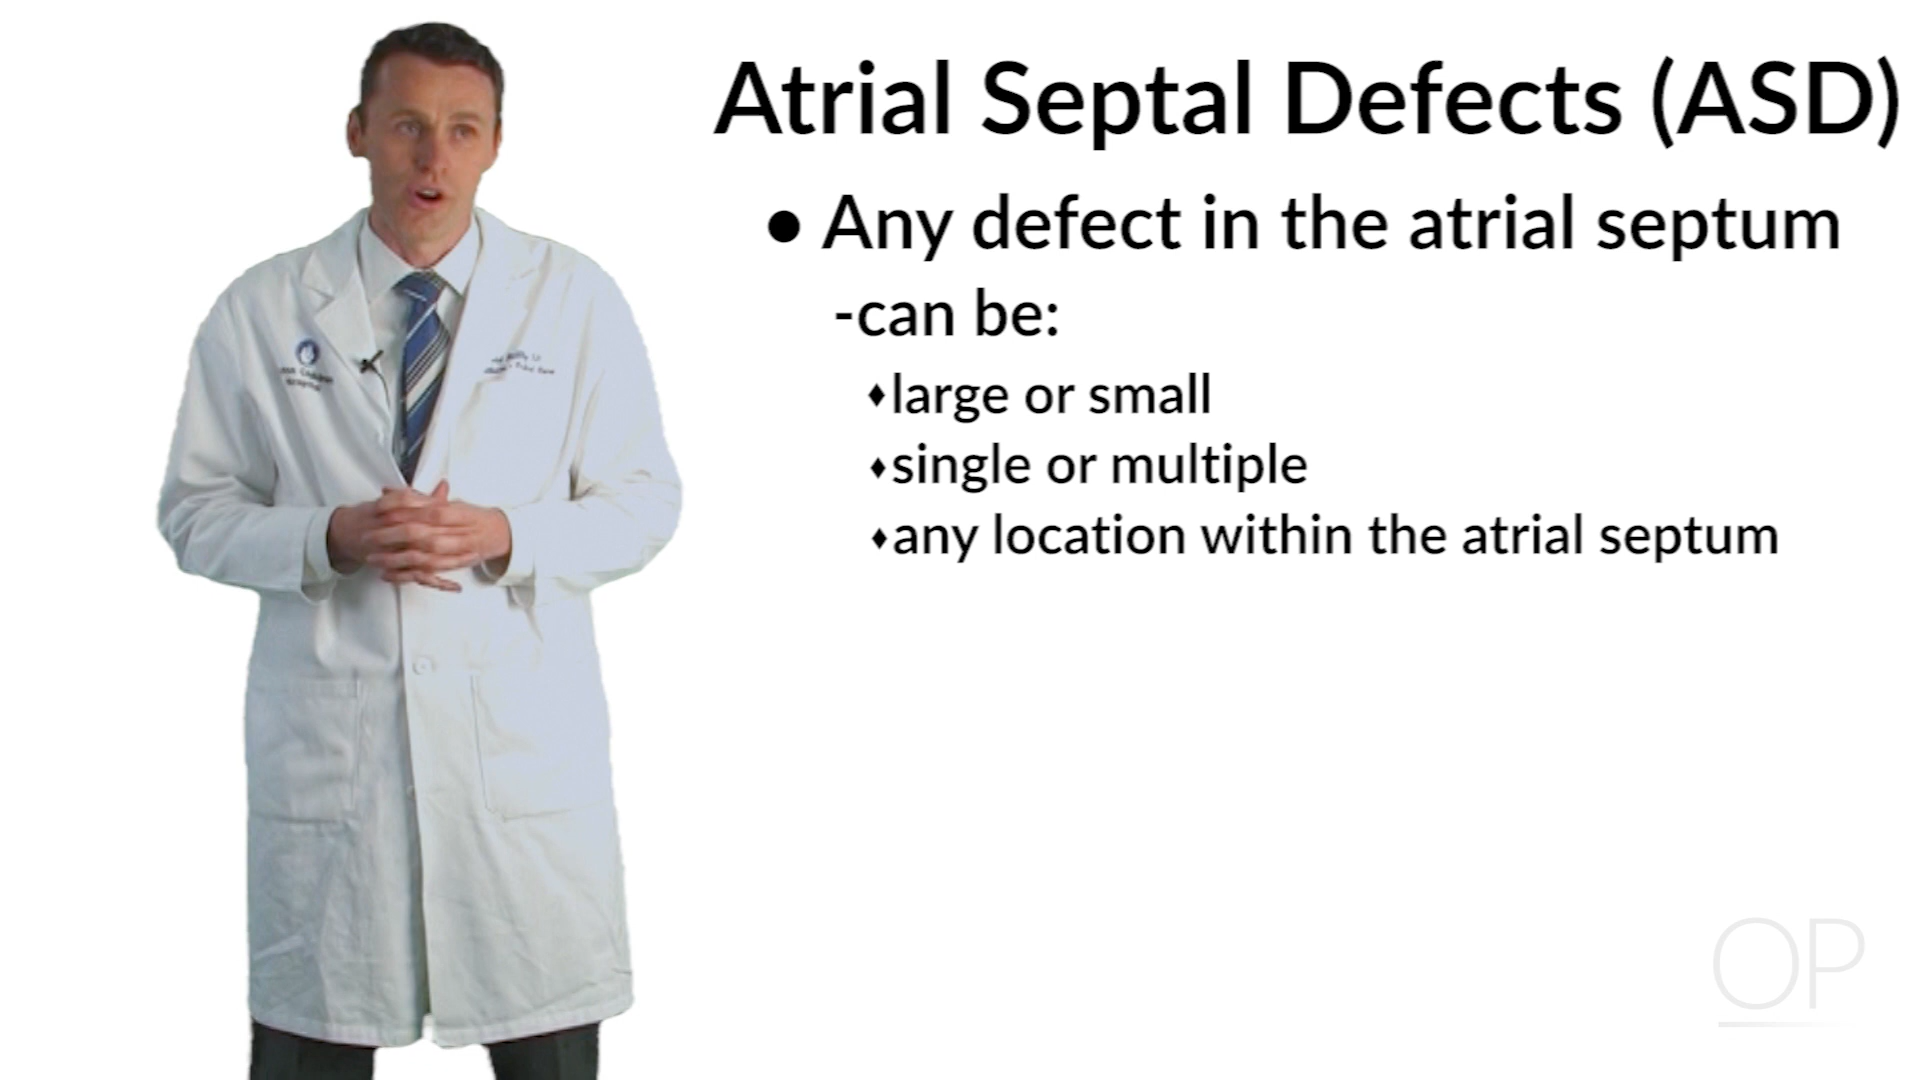 Atrial Septal Defects (ASD)
● Any defect in the atrial septum
-can be:
♦large or small
♦single or multiple
♦any location within the atrial septum
OP